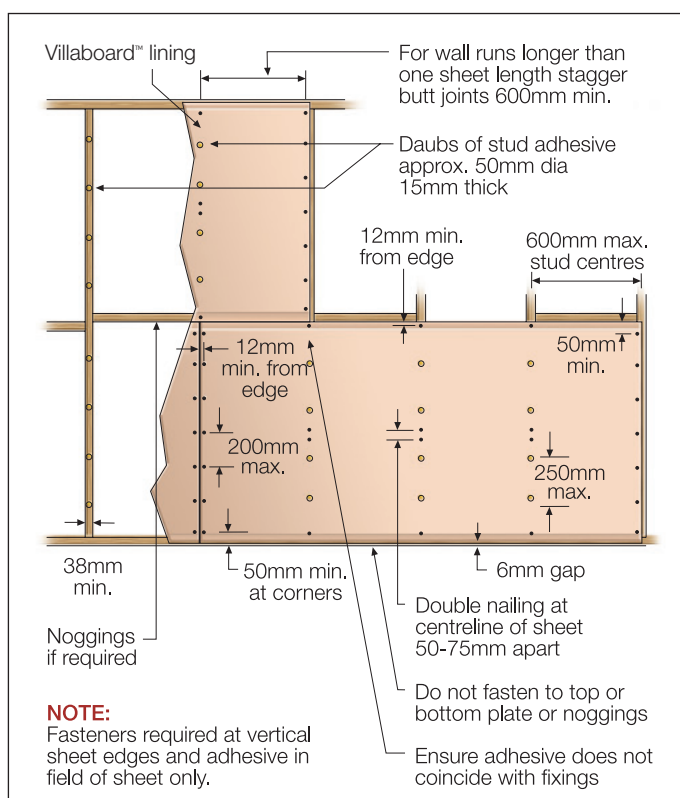 Villaboard™ lining
For wall runs longer than
one sheet length stagger
butt joints 600mm min.
Daubs of stud adhesive
approx. 50mm dia
15mm thick
12mm min.
from edge
600mm max.
stud centres
12mm
min. from
edge
50mm
min.
200mm
max.
250mm
max.
38mm
min.
50mm min.
at corners
6mm gap
Double nailing at
centreline of sheet
50-75mm apart
Noggings
if required
Do not fasten to top or
bottom plate or noggings
NOTE:
Fasteners required at vertical
sheet edges and adhesive in
field of sheet only.
Ensure adhesive does not
coincide with fixings